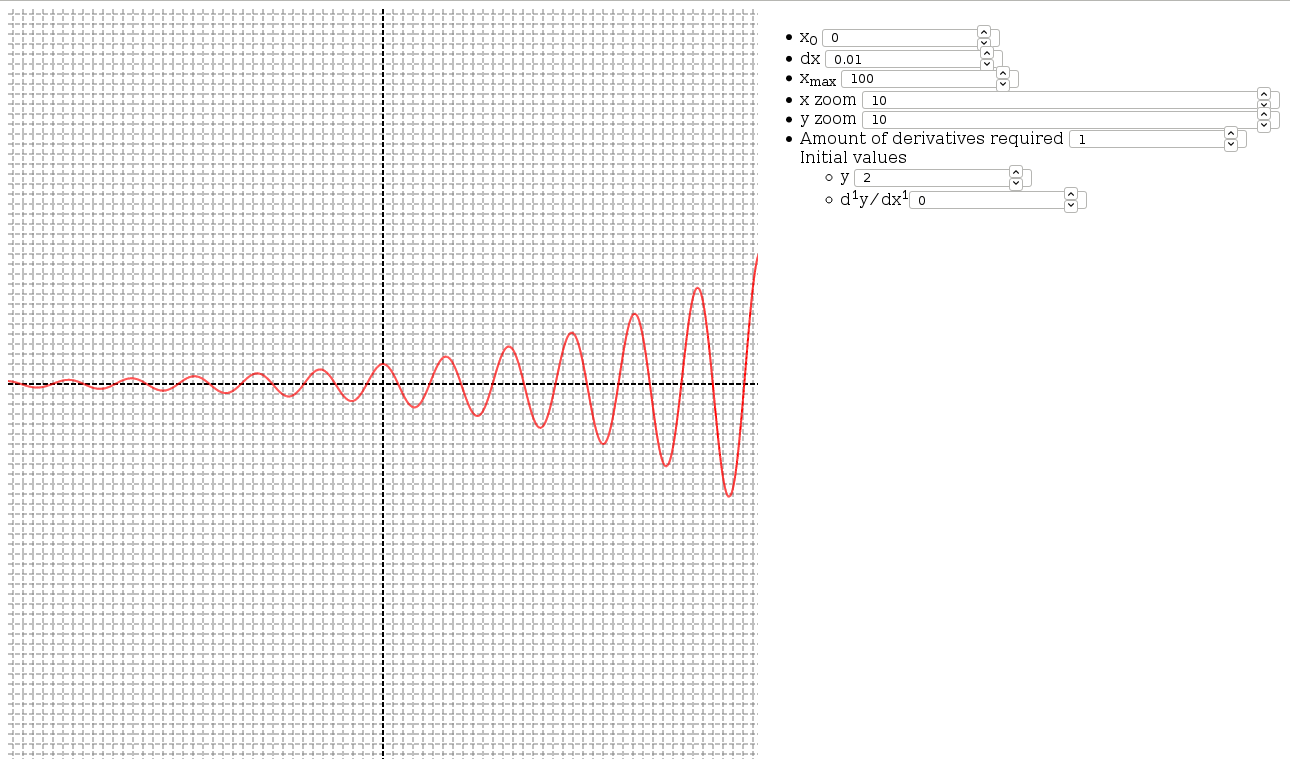 x0 0
dx 0.01
xmax 100
x zoom 10
y zoom 10
Amount of derivatives required 1
Initial values
y 2
d1y/dx1 0